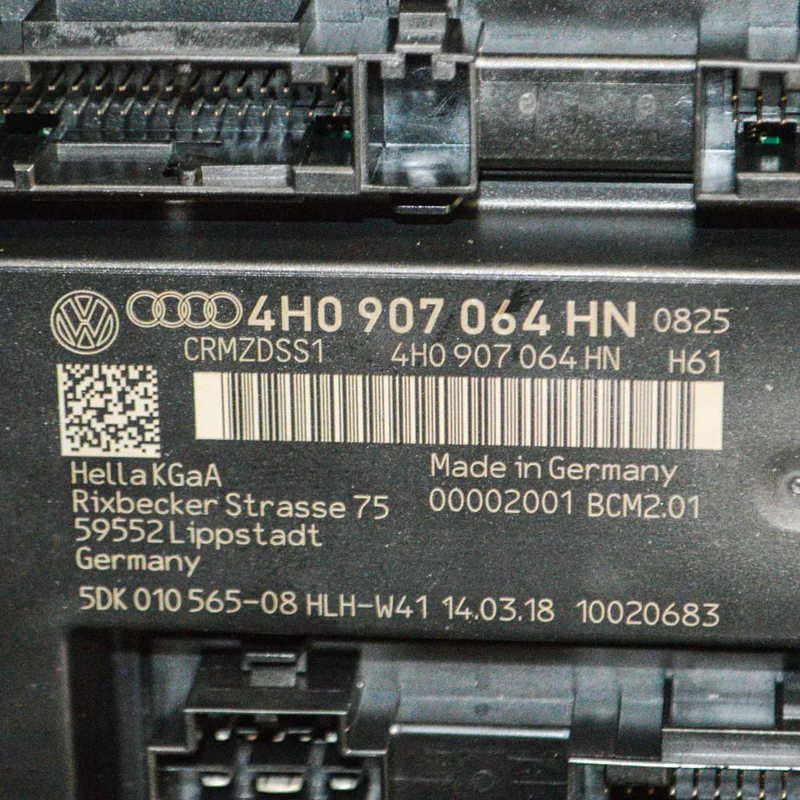 4H0 907 064 HN 0825
CRMZDSS1 4H0 907 064 HN H61
Hella KGaA
Rixbecker Strasse 75
59552 Lippstadt
Germany
Made in Germany
00002001 BCM2:01
5DK 010 565-08 HLH-W41 14.03.18 10020683